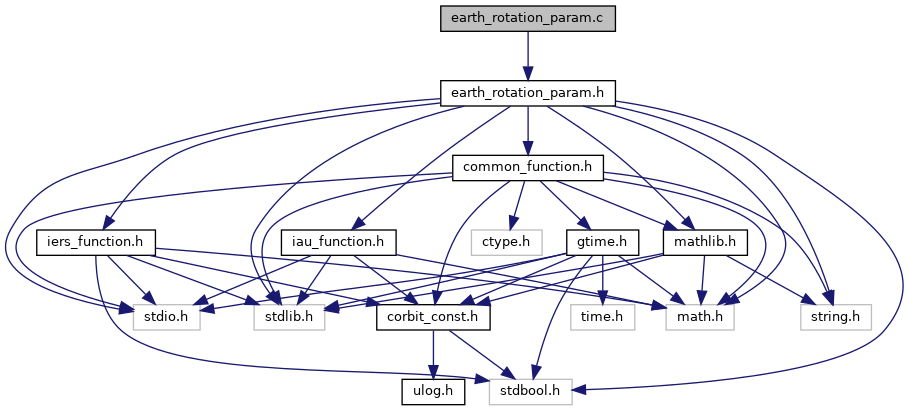 earth_rotation_param.c
earth_rotation_param.h
common_function.h
iers_function.h
iau_function.h
ctype.h
gtime.h
mathlib.h
stdio.h
stdlib.h
corbit_const.h
time.h
math.h
string.h
ulog.h
stdbool.h